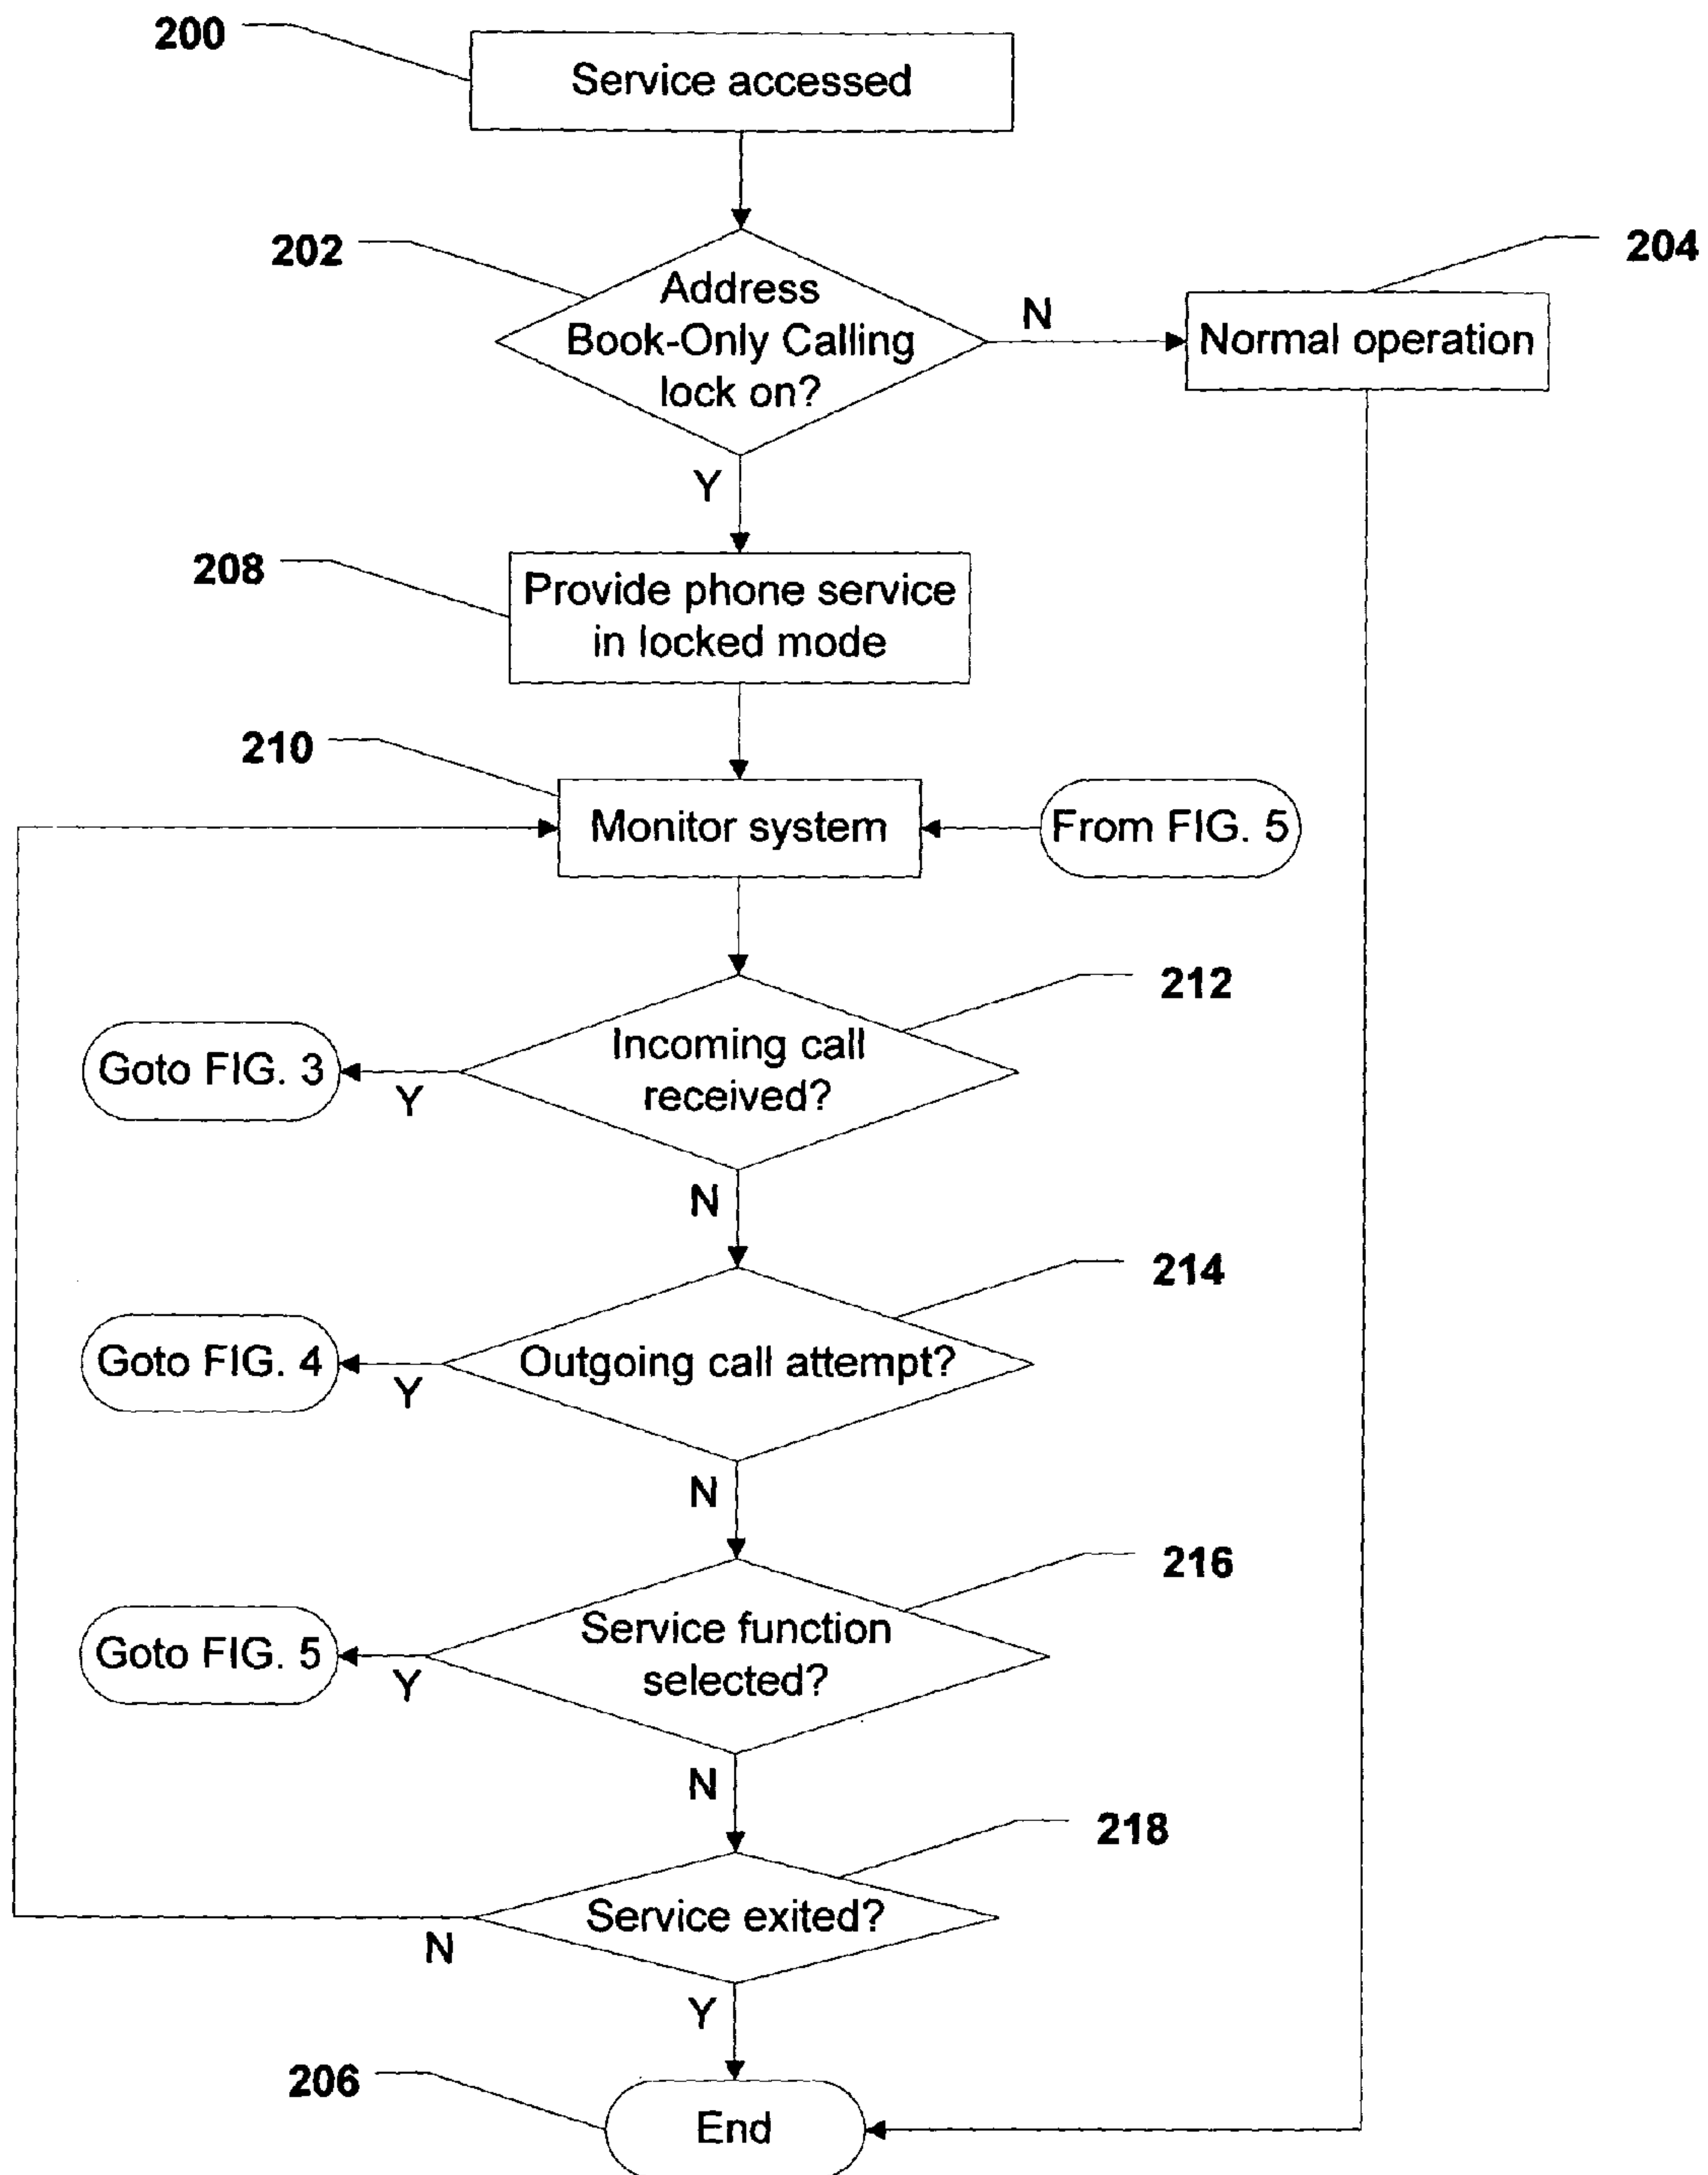 200
Service accessed
202
Address
Book-Only Calling
lock on?
N
204
Normal operation
Y
208
Provide phone service
in locked mode
210
Monitor system
From FIG. 5
212
Incoming call
received?
Goto FIG. 3
Y
N
214
Outgoing call attempt?
Goto FIG. 4
Y
N
216
Service function
selected?
Goto FIG. 5
Y
N
218
Service exited?
N
Y
206
End